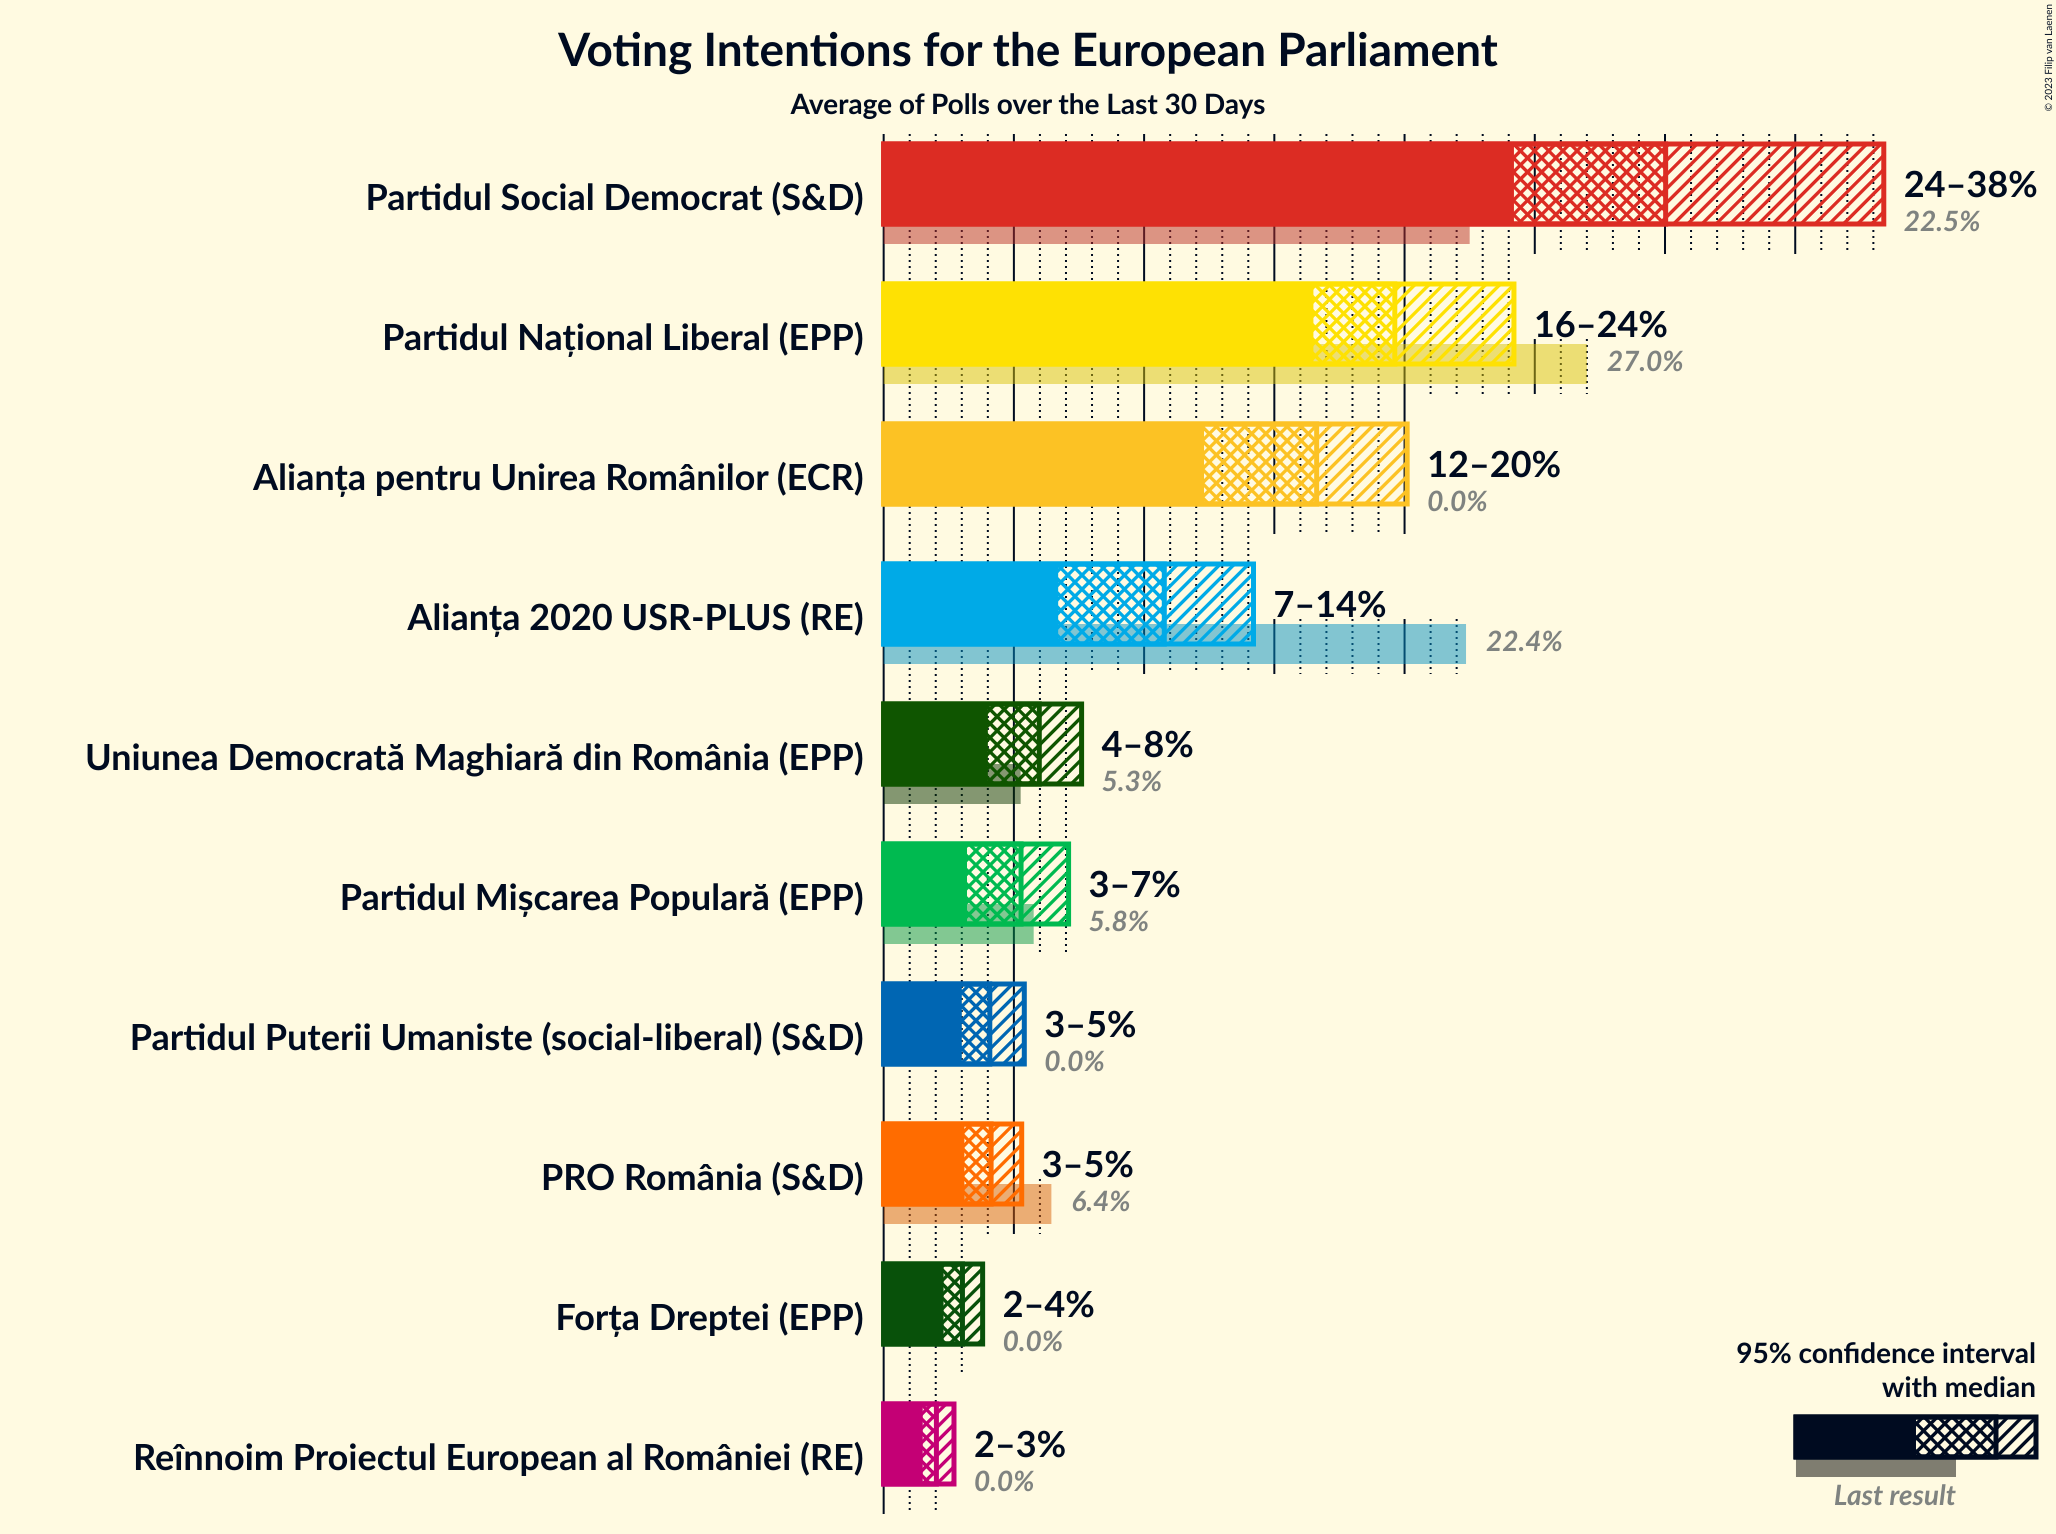 Voting Intentions for the European Parliament
Average of Polls over the Last 30 Days
© 2023 Filip van Laenen
Partidul Social Democrat (S&D)
24–38%
22.5%
Partidul Național Liberal (EPP)
16–24%
27.0%
Alianța pentru Unirea Românilor (ECR)
12–20%
0.0%
Alianța 2020 USR-PLUS (RE)
7–14%
22.4%
Uniunea Democrată Maghiară din România (EPP)
4–8%
5.3%
Partidul Mișcarea Populară (EPP)
3–7%
5.8%
Partidul Puterii Umaniste (social-liberal) (S&D)
3–5%
0.0%
PRO România (S&D)
3–5%
6.4%
Forța Dreptei (EPP)
2–4%
0.0%
Reînnoim Proiectul European al României (RE)
2–3%
0.0%
95% confidence interval
with median
Last result